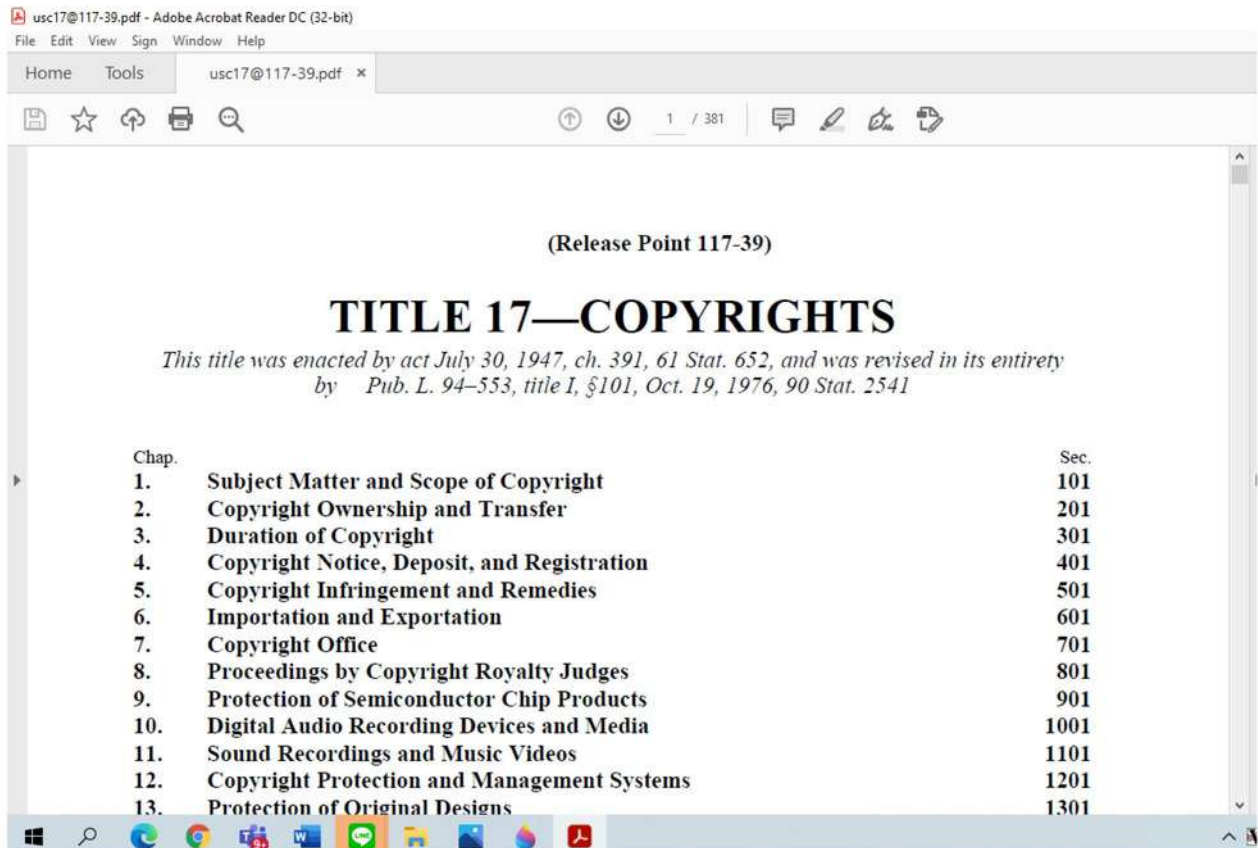 usc17@117-39.pdf - Adobe Acrobat Reader DC (32-bit)
File Edit View Sign Window Help
Home Tools usc17@117-39.pdf ×
1 / 381
(Release Point 117-39)
TITLE 17—COPYRIGHTS
This title was enacted by act July 30, 1947, ch. 391, 61 Stat. 652, and was revised in its entirety
by Pub. L. 94–553, title I, §101, Oct. 19, 1976, 90 Stat. 2541
Chap. Sec.
1. Subject Matter and Scope of Copyright 101
2. Copyright Ownership and Transfer 201
3. Duration of Copyright 301
4. Copyright Notice, Deposit, and Registration 401
5. Copyright Infringement and Remedies 501
6. Importation and Exportation 601
7. Copyright Office 701
8. Proceedings by Copyright Royalty Judges 801
9. Protection of Semiconductor Chip Products 901
10. Digital Audio Recording Devices and Media 1001
11. Sound Recordings and Music Videos 1101
12. Copyright Protection and Management Systems 1201
13. Protection of Original Designs 1301